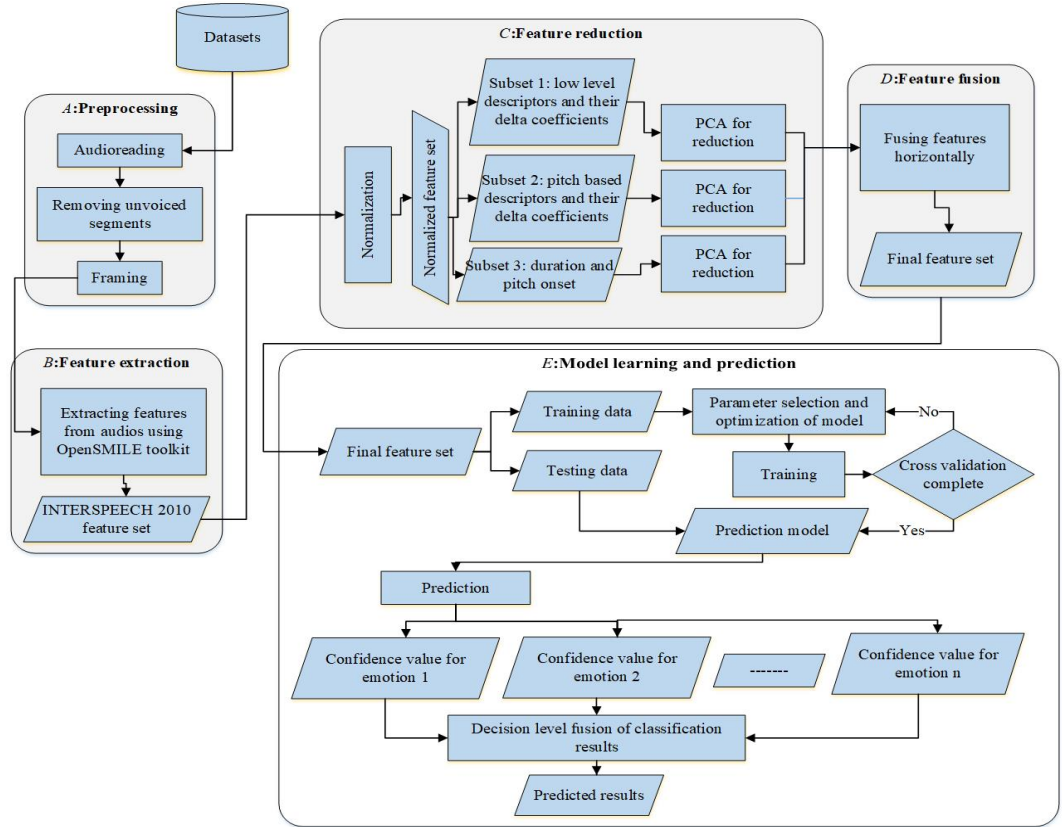 Datasets
A:Preprocessing
Audioreading
Removing unvoiced
segments
Framing
B:Feature extraction
Extracting features
from audios using
OpenSMILE toolkit
INTERSPEECH 2010
feature set
C:Feature reduction
Normalization
Normalized feature set
Subset 1: low level
descriptors and their
delta coefficients
PCA for
reduction
Subset 2: pitch based
descriptors and their
delta coefficients
PCA for
reduction
Subset 3: duration and
pitch onset
PCA for
reduction
D:Feature fusion
Fusing features
horizontally
Final feature set
E:Model learning and prediction
Final feature set
Training data
Testing data
Parameter selection and
optimization of model
No
Training
Cross validation
complete
Yes
Prediction model
Prediction
Confidence value for
emotion 1
Confidence value for
emotion 2
-------
Confidence value for
emotion n
Decision level fusion of classification
results
Predicted results